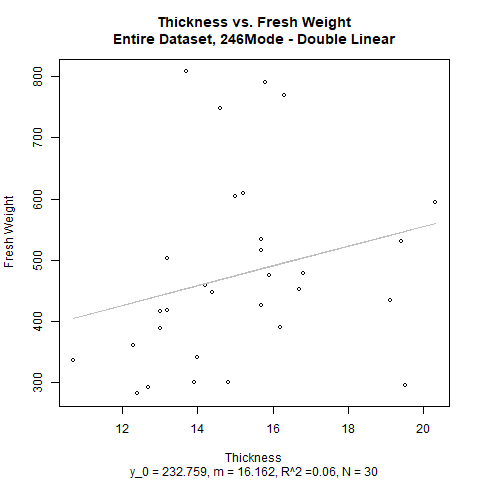 Thickness vs. Fresh Weight
Entire Dataset, 246Mode - Double Linear
800
700
600
500
400
300
Fresh Weight
12 14 16 18 20
Thickness
y_0 = 232.759, m = 16.162, R^2 =0.06, N = 30